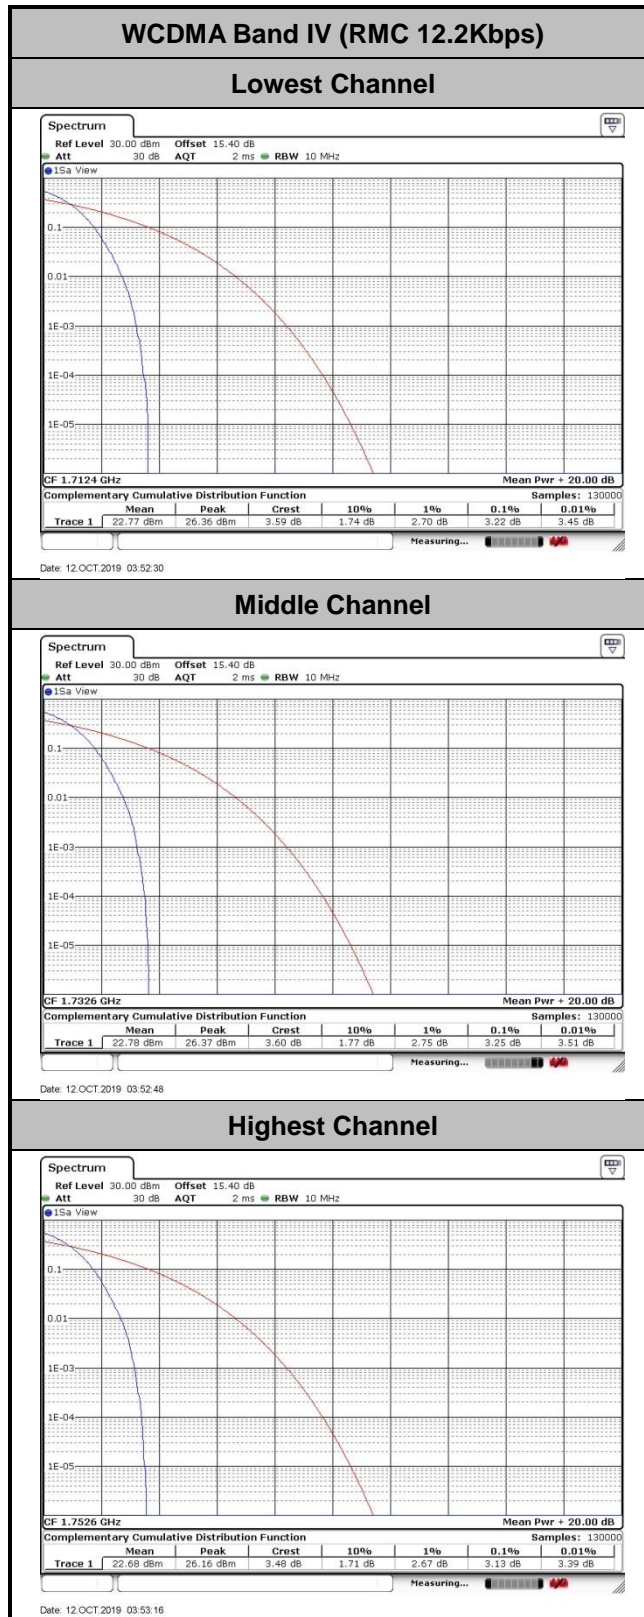 WCDMA Band IV (RMC 12.2Kbps)
Lowest Channel
Spectrum
Ref Level 30.00 dBm Offset 15.40 dB
Att 30 dB AQT 2 ms RBW 10 MHz
1Sa View
0.1
0.01
1E-03
1E-04
1E-05
CF 1.7124 GHz Mean Pwr + 20.00 dB
Complementary Cumulative Distribution Function Samples: 130000
Mean Peak Crest 10% 1% 0.1% 0.01%
Trace 1 22.77 dBm 26.36 dBm 3.59 dB 1.74 dB 2.70 dB 3.22 dB 3.45 dB
Measuring...
Date: 12.OCT.2019 03:52:30
Middle Channel
Spectrum
Ref Level 30.00 dBm Offset 15.40 dB
Att 30 dB AQT 2 ms RBW 10 MHz
1Sa View
0.1
0.01
1E-03
1E-04
1E-05
CF 1.7326 GHz Mean Pwr + 20.00 dB
Complementary Cumulative Distribution Function Samples: 130000
Mean Peak Crest 10% 1% 0.1% 0.01%
Trace 1 22.78 dBm 26.37 dBm 3.60 dB 1.77 dB 2.75 dB 3.25 dB 3.51 dB
Measuring...
Date: 12.OCT.2019 03:52:48
Highest Channel
Spectrum
Ref Level 30.00 dBm Offset 15.40 dB
Att 30 dB AQT 2 ms RBW 10 MHz
1Sa View
0.1
0.01
1E-03
1E-04
1E-05
CF 1.7526 GHz Mean Pwr + 20.00 dB
Complementary Cumulative Distribution Function Samples: 130000
Mean Peak Crest 10% 1% 0.1% 0.01%
Trace 1 22.68 dBm 26.16 dBm 3.48 dB 1.71 dB 2.67 dB 3.13 dB 3.39 dB
Measuring...
Date: 12.OCT.2019 03:53:16